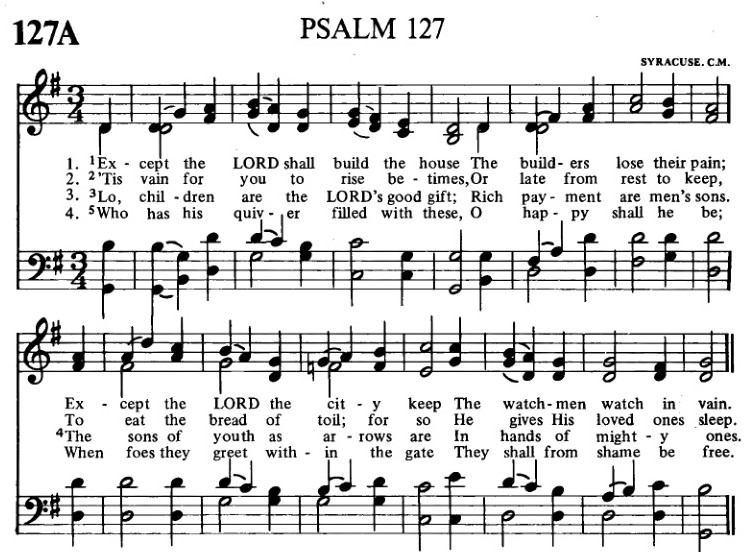 127A
PSALM 127
SYRACUSE. C.M.
3
4
1. ¹Ex - cept the LORD shall build the house The build- ers lose their pain;
2. ²'Tis vain for you to rise be - times, Or late from rest to keep,
3. ³Lo, chil - dren are the LORD's good gift; Rich pay - ment are men's sons.
4. ⁵Who has his quiv - er filled with these, O hap - py shall he be;
3
4
Ex - cept the LORD the cit - y keep The watch-men watch in vain.
To eat the bread of toil; for so He gives His loved ones sleep.
⁴The sons of youth as ar - rows are In hands of might - y ones.
When foes they greet with - in the gate They shall from shame be free.